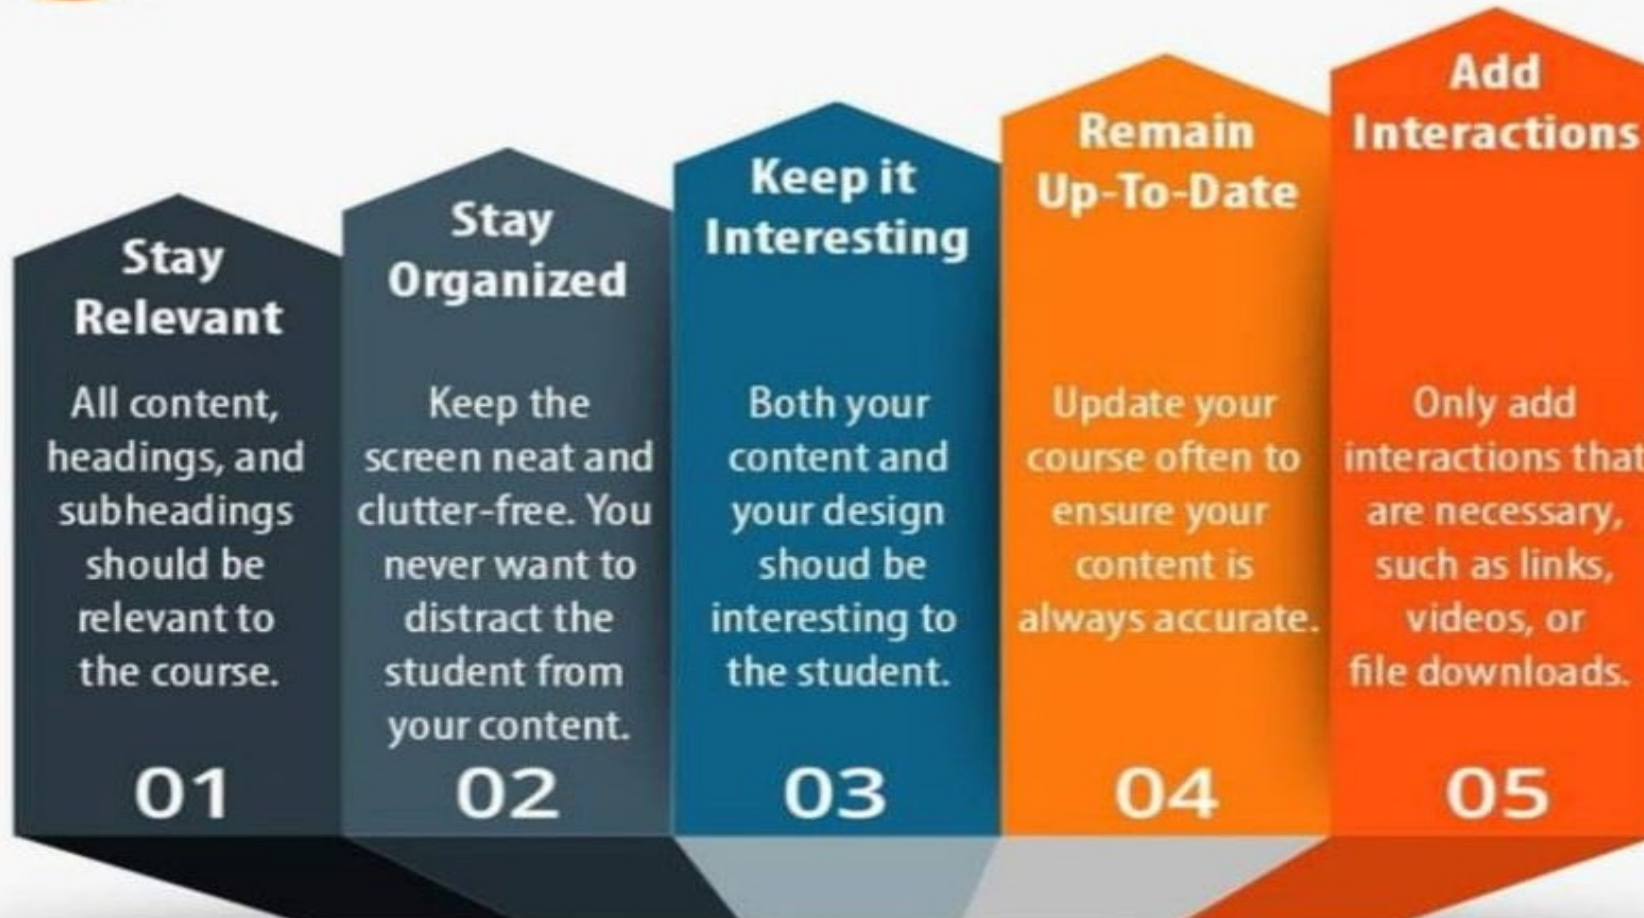 Stay
Relevant
All content,
headings, and
subheadings
should be
relevant to
the course.
01
Stay
Organized
Keep the
screen neat and
clutter-free. You
never want to
distract the
student from
your content.
02
Keep it
Interesting
Both your
content and
your design
shoud be
interesting to
the student.
03
Remain
Up-To-Date
Update your
course often to
ensure your
content is
always accurate.
04
Add
Interactions
Only add
interactions that
are necessary,
such as links,
videos, or
file downloads.
05